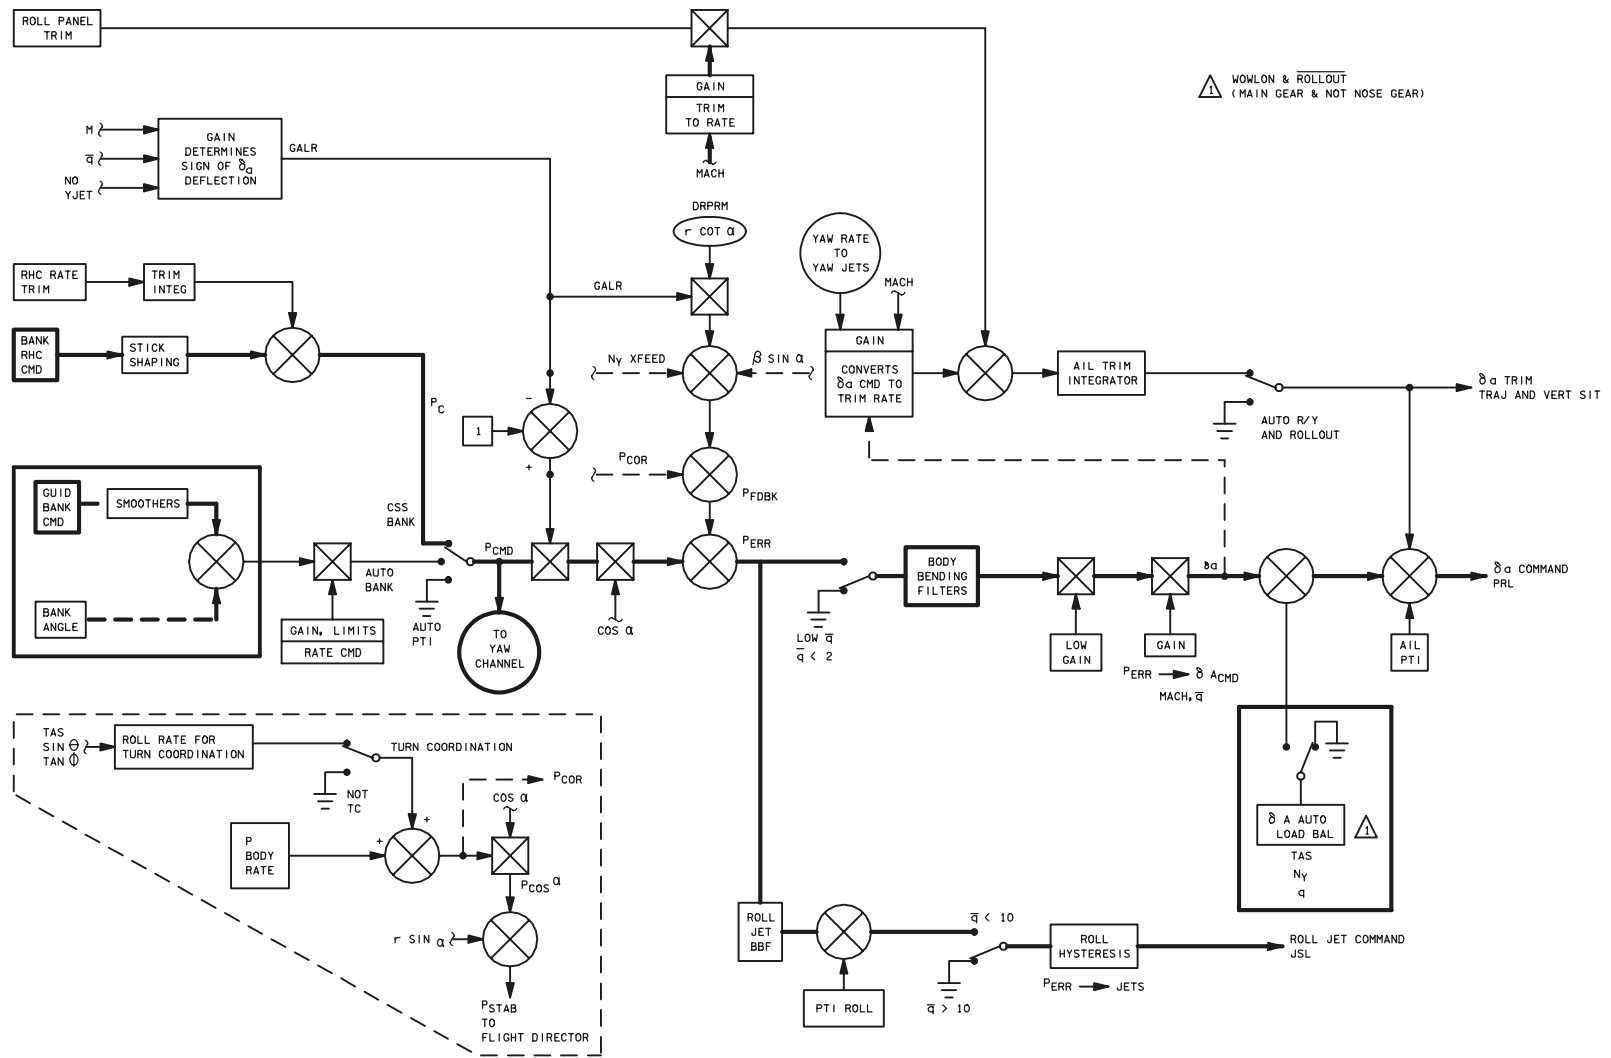 ROLL PANEL
TRIM
GAIN
TRIM
TO RATE
MACH
1
WOWLON & ROLLOUT
(MAIN GEAR & NOT NOSE GEAR)
M
q̅
NO
YJET
GAIN
DETERMINES
SIGN OF δa
DEFLECTION
GALR
DRPRM
r COT α
YAW RATE
TO
YAW JETS
MACH
RHC RATE
TRIM
TRIM
INTEG
GALR
BANK
RHC
CMD
STICK
SHAPING
NY XFEED
β SIN α
GAIN
CONVERTS
δa CMD TO
TRIM RATE
AIL TRIM
INTEGRATOR
δa TRIM
TRAJ AND VERT SIT
AUTO R/Y
AND ROLLOUT
PC
-
1
+
PCOR
PFDBK
GUID
BANK
CMD
SMOOTHERS
CSS
BANK
PCMD
PERR
BANK
ANGLE
AUTO
BANK
GAIN, LIMITS
RATE CMD
AUTO
PTI
TO
YAW
CHANNEL
COS α
LOW q̅
q̅ < 2
BODY
BENDING
FILTERS
δa
LOW
GAIN
GAIN
PERR → δ ACMD
MACH, q̅
AIL
PTI
δa COMMAND
PRL
δ A AUTO
LOAD BAL
1
TAS
NY
q
TAS
SIN θ
TAN ϕ
ROLL RATE FOR
TURN COORDINATION
TURN COORDINATION
NOT
TC
PCOR
COS α
+
+
P
BODY
RATE
PCOS α
r SIN α
PSTAB
TO
FLIGHT DIRECTOR
ROLL
JET
BBF
PTI ROLL
q̅ < 10
q̅ > 10
ROLL
HYSTERESIS
PERR → JETS
ROLL JET COMMAND
JSL